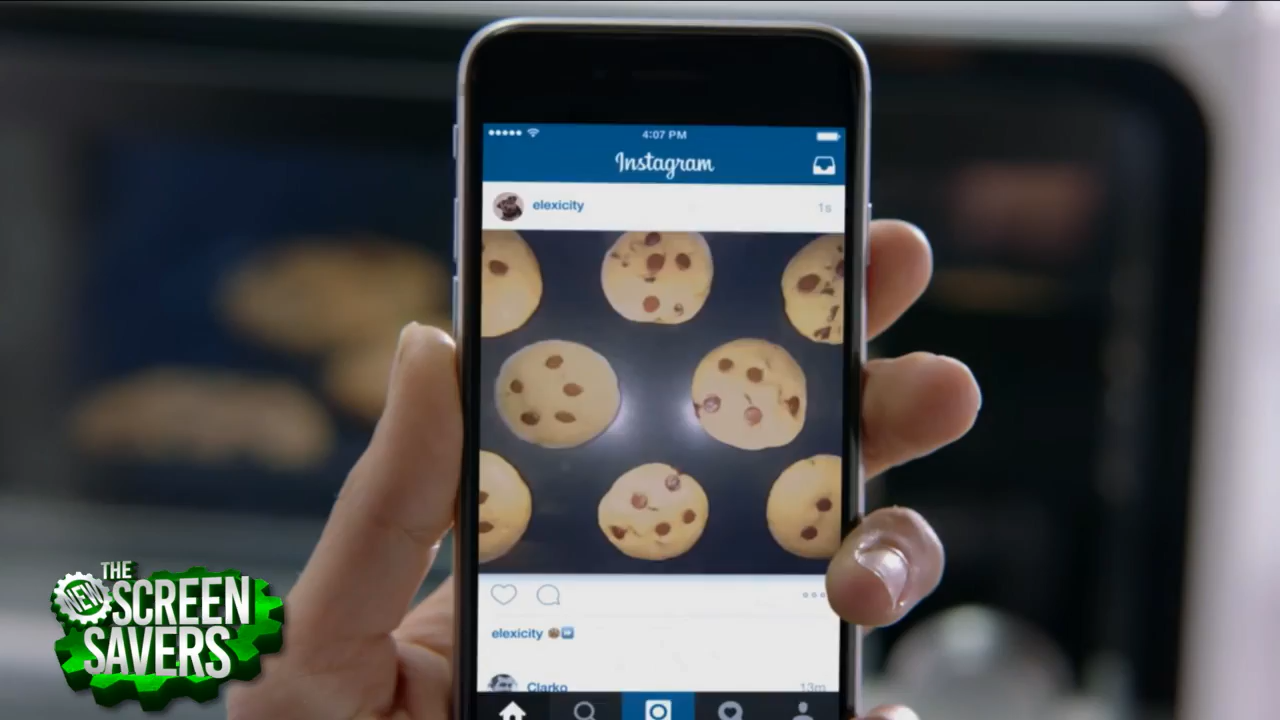 4:07 PM
Instagram
elexicity
1s
elexicity
Clarko
13m
THE
NEW
SCREEN
SAVERS